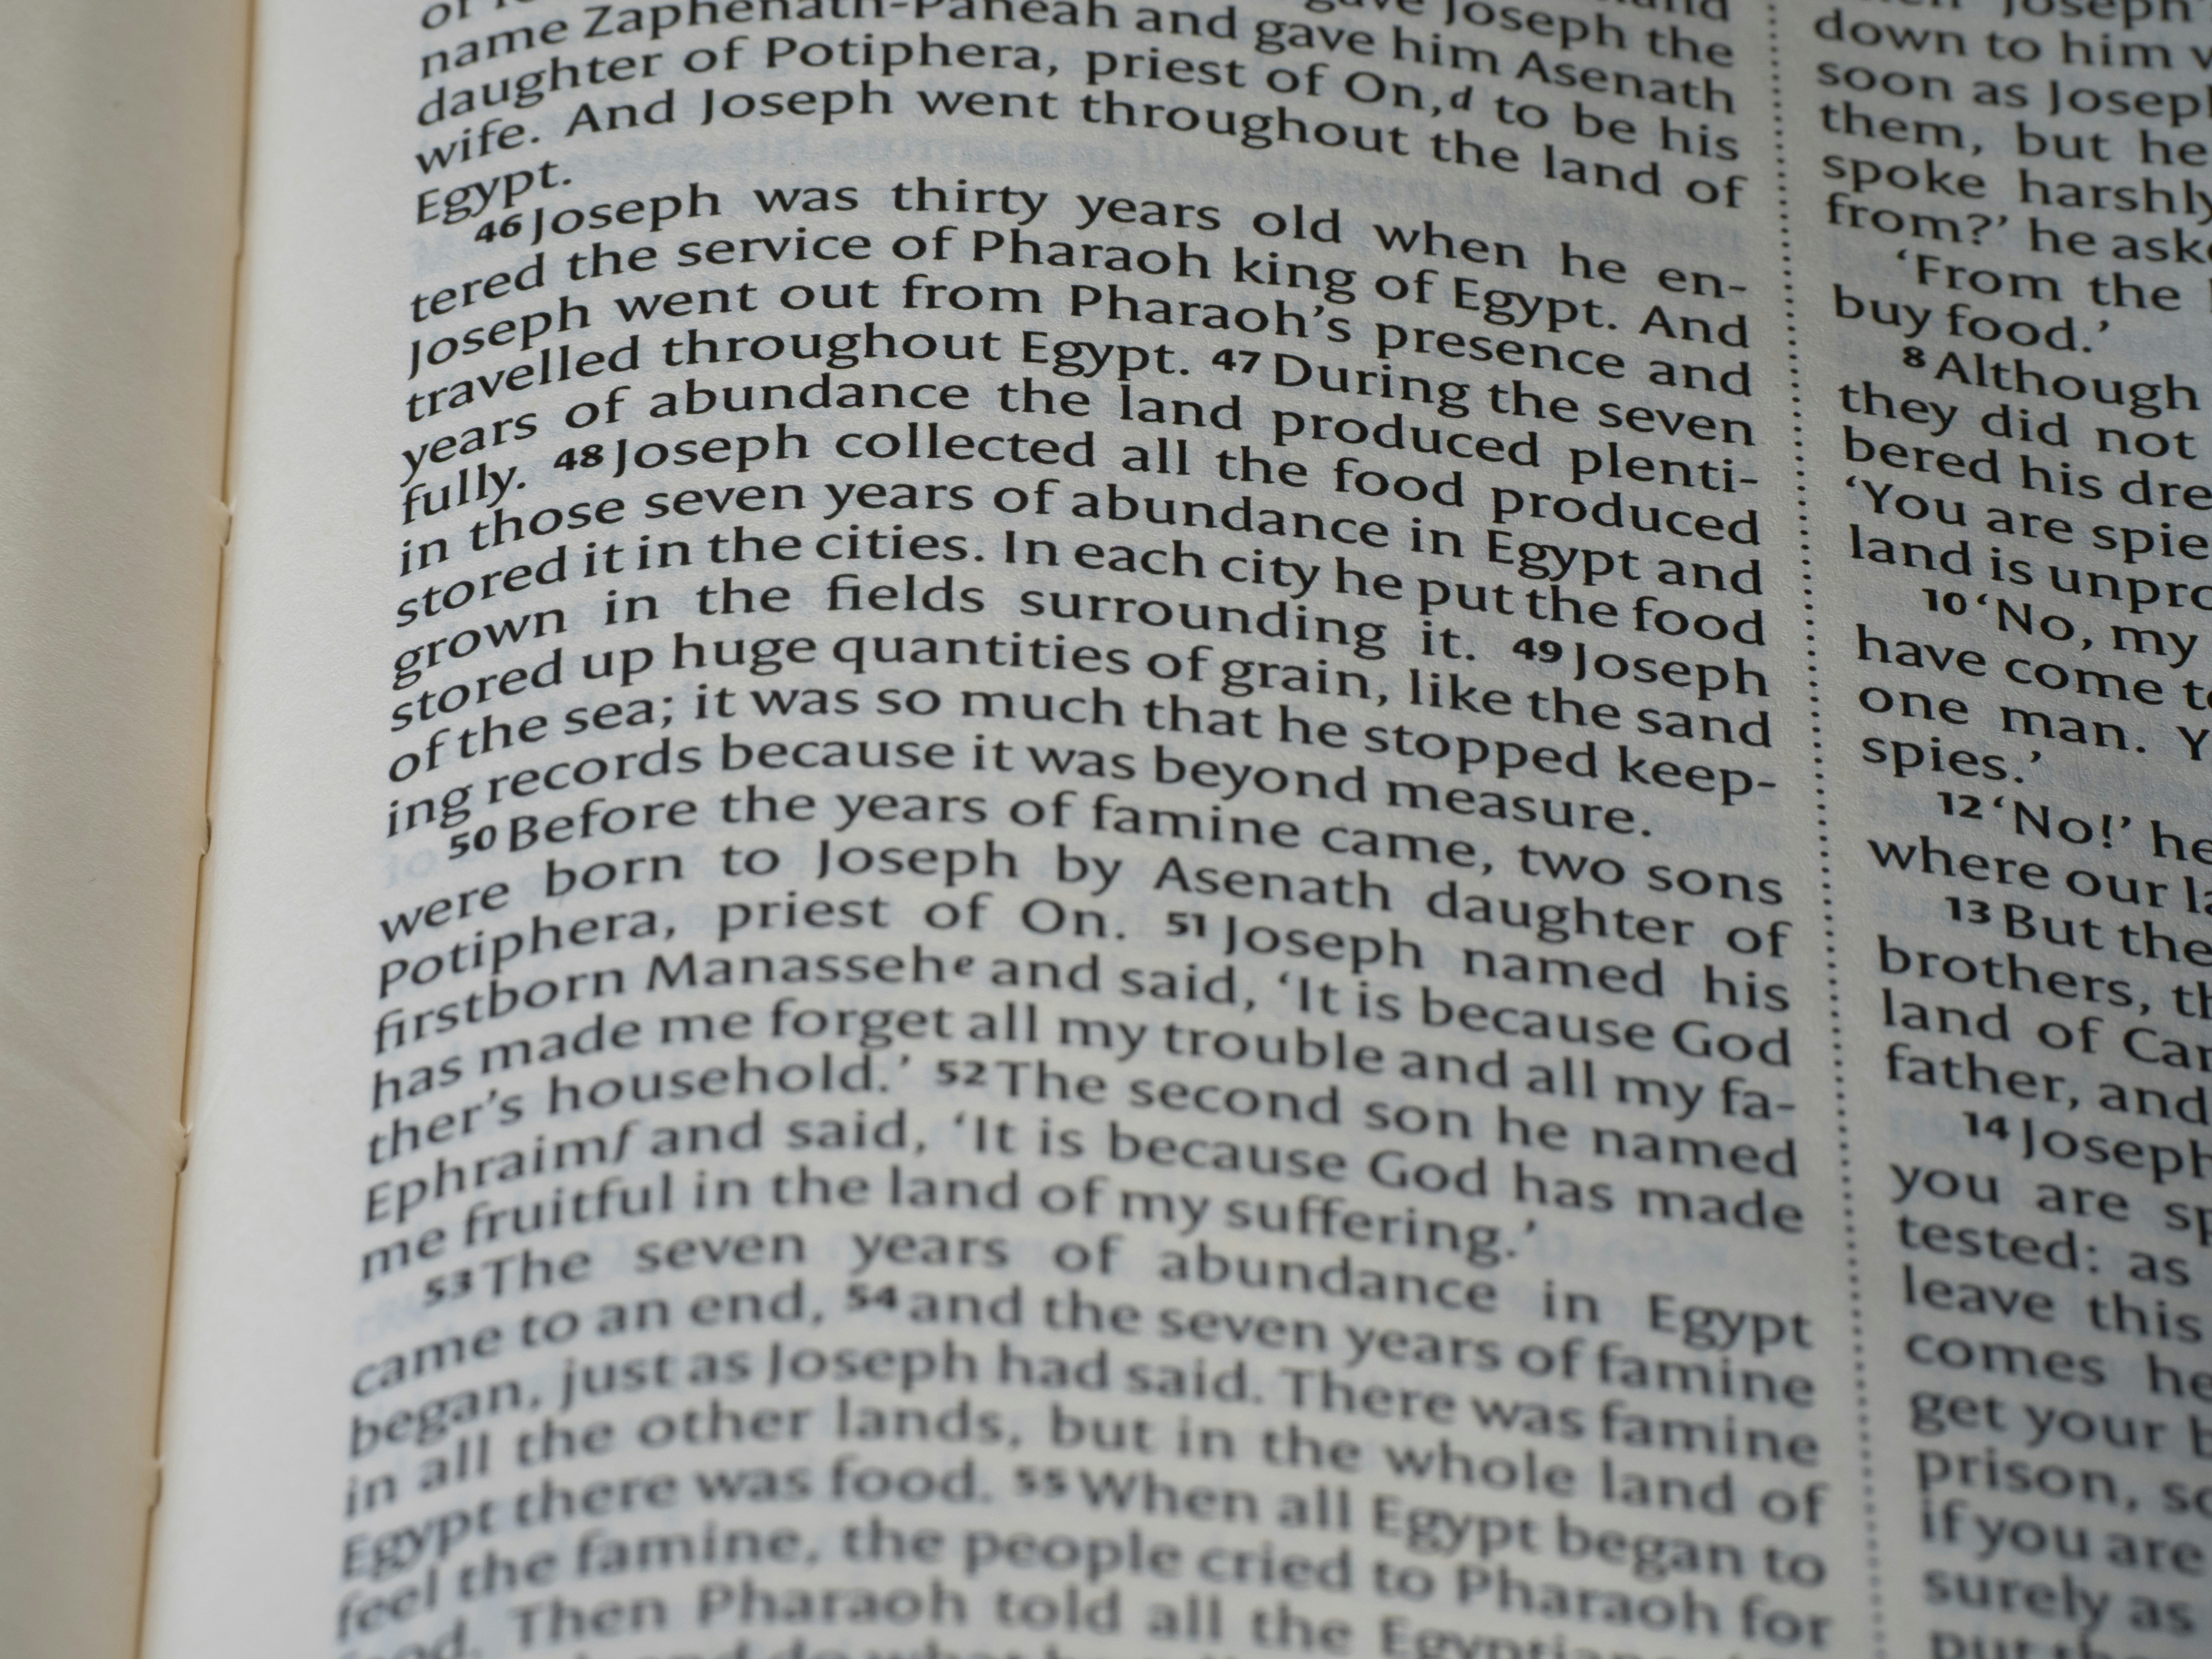 name Zaphenath-Paneah and gave him Asenath
daughter of Potiphera, priest of On,d to be his
wife. And Joseph went throughout the land of
Egypt.
46 Joseph was thirty years old when he en-
tered the service of Pharaoh king of Egypt. And
Joseph went out from Pharaoh's presence and
travelled throughout Egypt. 47 During the seven
years of abundance the land produced plenti-
fully. 48 Joseph collected all the food produced
in those seven years of abundance in Egypt and
stored it in the cities. In each city he put the food
grown in the fields surrounding it. 49 Joseph
stored up huge quantities of grain, like the sand
of the sea; it was so much that he stopped keep-
ing records because it was beyond measure.
50 Before the years of famine came, two sons
were born to Joseph by Asenath daughter of
Potiphera, priest of On. 51 Joseph named his
firstborn Manassehe and said, ‘It is because God
has made me forget all my trouble and all my fa-
ther's household.’ 52 The second son he named
Ephraimf and said, ‘It is because God has made
me fruitful in the land of my suffering.’
53 The seven years of abundance in Egypt
came to an end, 54 and the seven years of famine
began, just as Joseph had said. There was famine
in all the other lands, but in the whole land of
Egypt there was food. 55 When all Egypt began to
feel the famine, the people cried to Pharaoh for
Then Pharaoh told all the
down to him
soon as Joseph
them, but he
spoke harshly
from?’ he
‘From the
buy food.’
8 Although
they did not
bered his
‘You are
land is
10 ‘No, my
have come
one man.
spies.’
12 ‘No!’ he
where our
13 But
brothers,
land of
father, and
14 Joseph
you are
tested: as
leave this
comes
get your
prison,
if you are
surely as